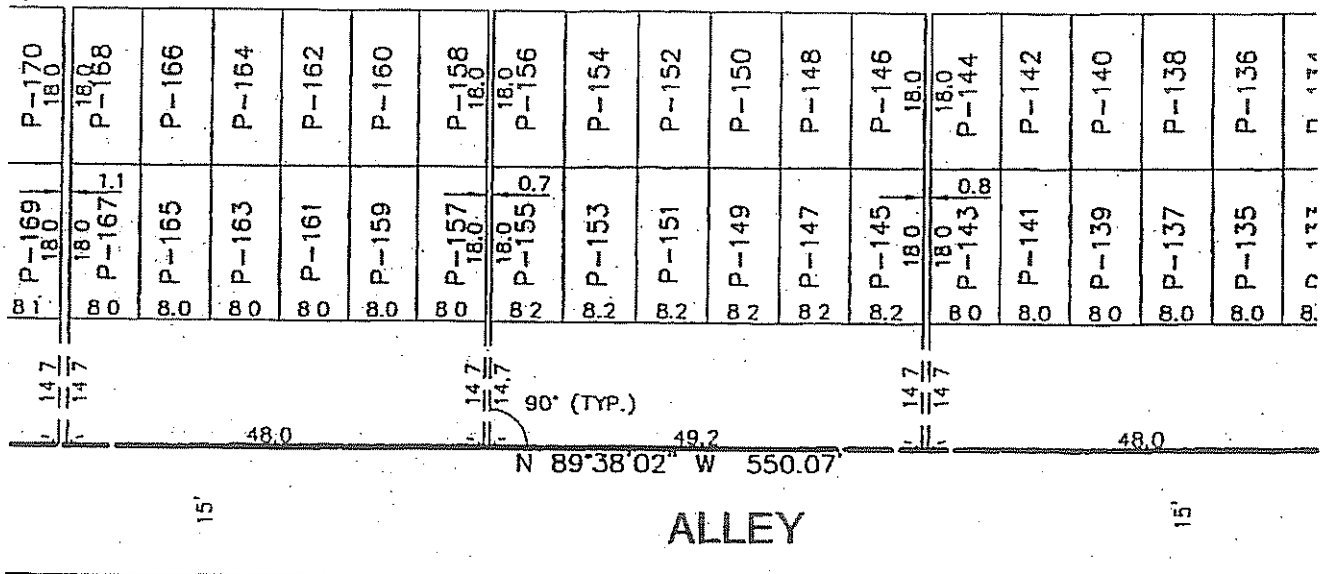 P-170 P-168 P-166 P-164 P-162 P-160 P-158 P-156 P-154 P-152 P-150 P-148 P-146 P-144 P-142 P-140 P-138 P-136
18 0 18.0 18.0 18.0 18.0 18.0
1.1 0.7 0.8
P-169 P-167 P-165 P-163 P-161 P-159 P-157 P-155 P-153 P-151 P-149 P-147 P-145 P-143 P-141 P-139 P-137 P-135
18 0 18 0 18.0 18.0 18 0 18 0
8 1 8 0 8.0 8 0 8 0 8.0 8 0 8 2 8.2 8.2 8 2 8 2 8.2 8 0 8.0 8 0 8.0 8.0 8.
14 7 14 7 14 7 14.7 14 7 14 7
90° (TYP.)
48.0 49.2 48.0
N 89°38'02" W 550.07'
15' 15'
ALLEY